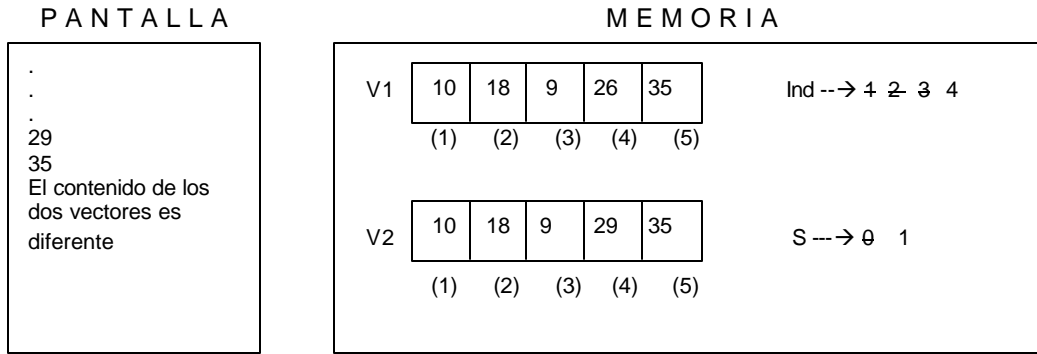 P A N T A L L A
M E M O R I A
.
.
.
29
35
El contenido de los
dos vectores es
diferente
V1 10 18 9 26 35
(1) (2) (3) (4) (5)
Ind --→ 1 2 3 4
V2 10 18 9 29 35
(1) (2) (3) (4) (5)
S ---→ 0 1